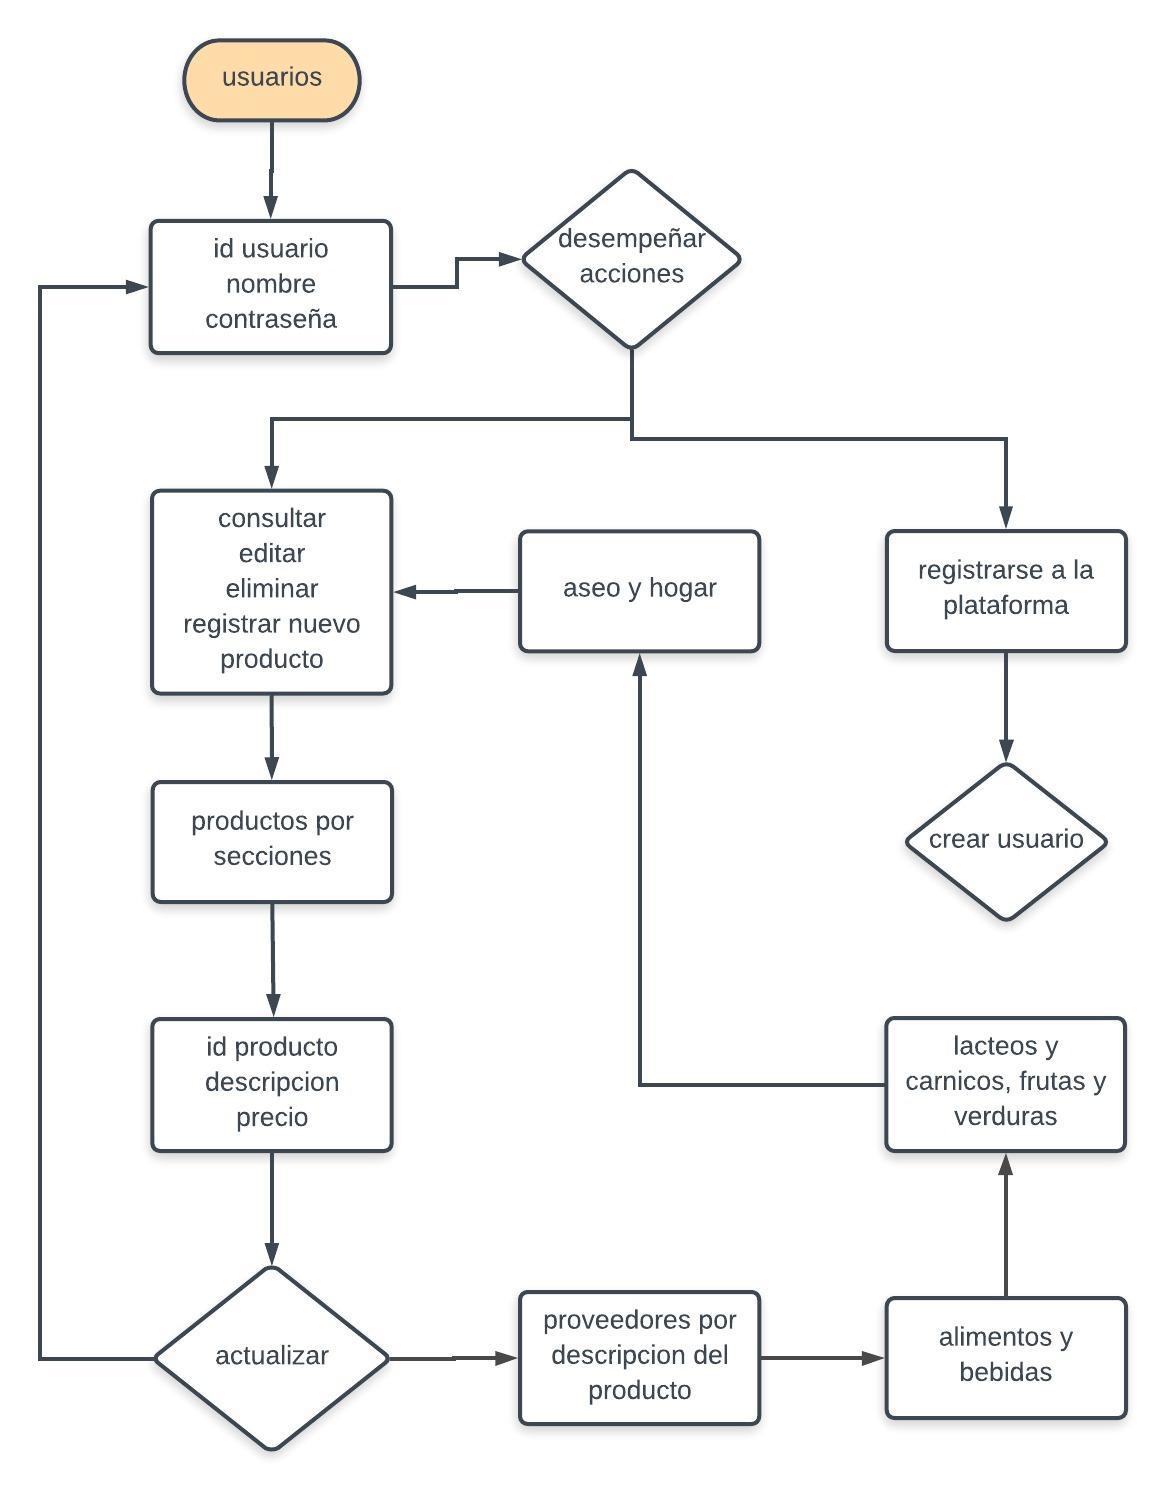 usuarios
id usuario
nombre
contraseña
desempeñar
acciones
consultar
editar
eliminar
registrar nuevo
producto
aseo y hogar
registrarse a la
plataforma
productos por
secciones
crear usuario
id producto
descripcion
precio
lacteos y
carnicos, frutas y
verduras
actualizar
proveedores por
descripcion del
producto
alimentos y
bebidas